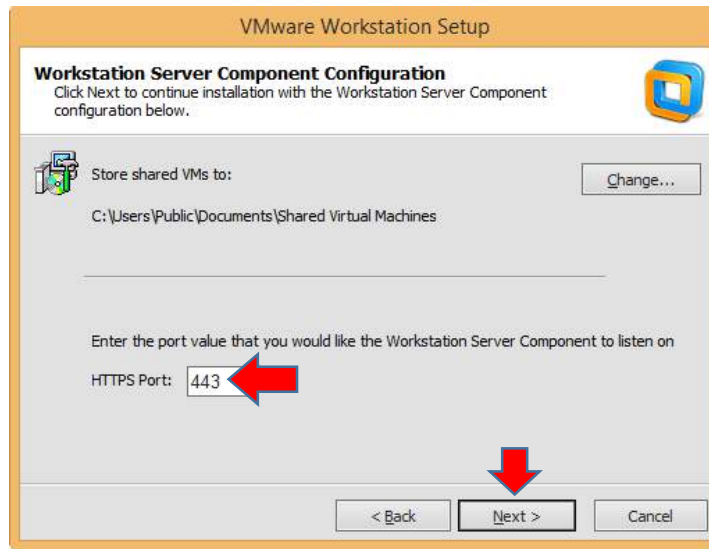 VMware Workstation Setup
Workstation Server Component Configuration
Click Next to continue installation with the Workstation Server Component
configuration below.
Store shared VMs to:
Change...
C:\Users\Public\Documents\Shared Virtual Machines
Enter the port value that you would like the Workstation Server Component to listen on
HTTPS Port: 443
< Back Next > Cancel